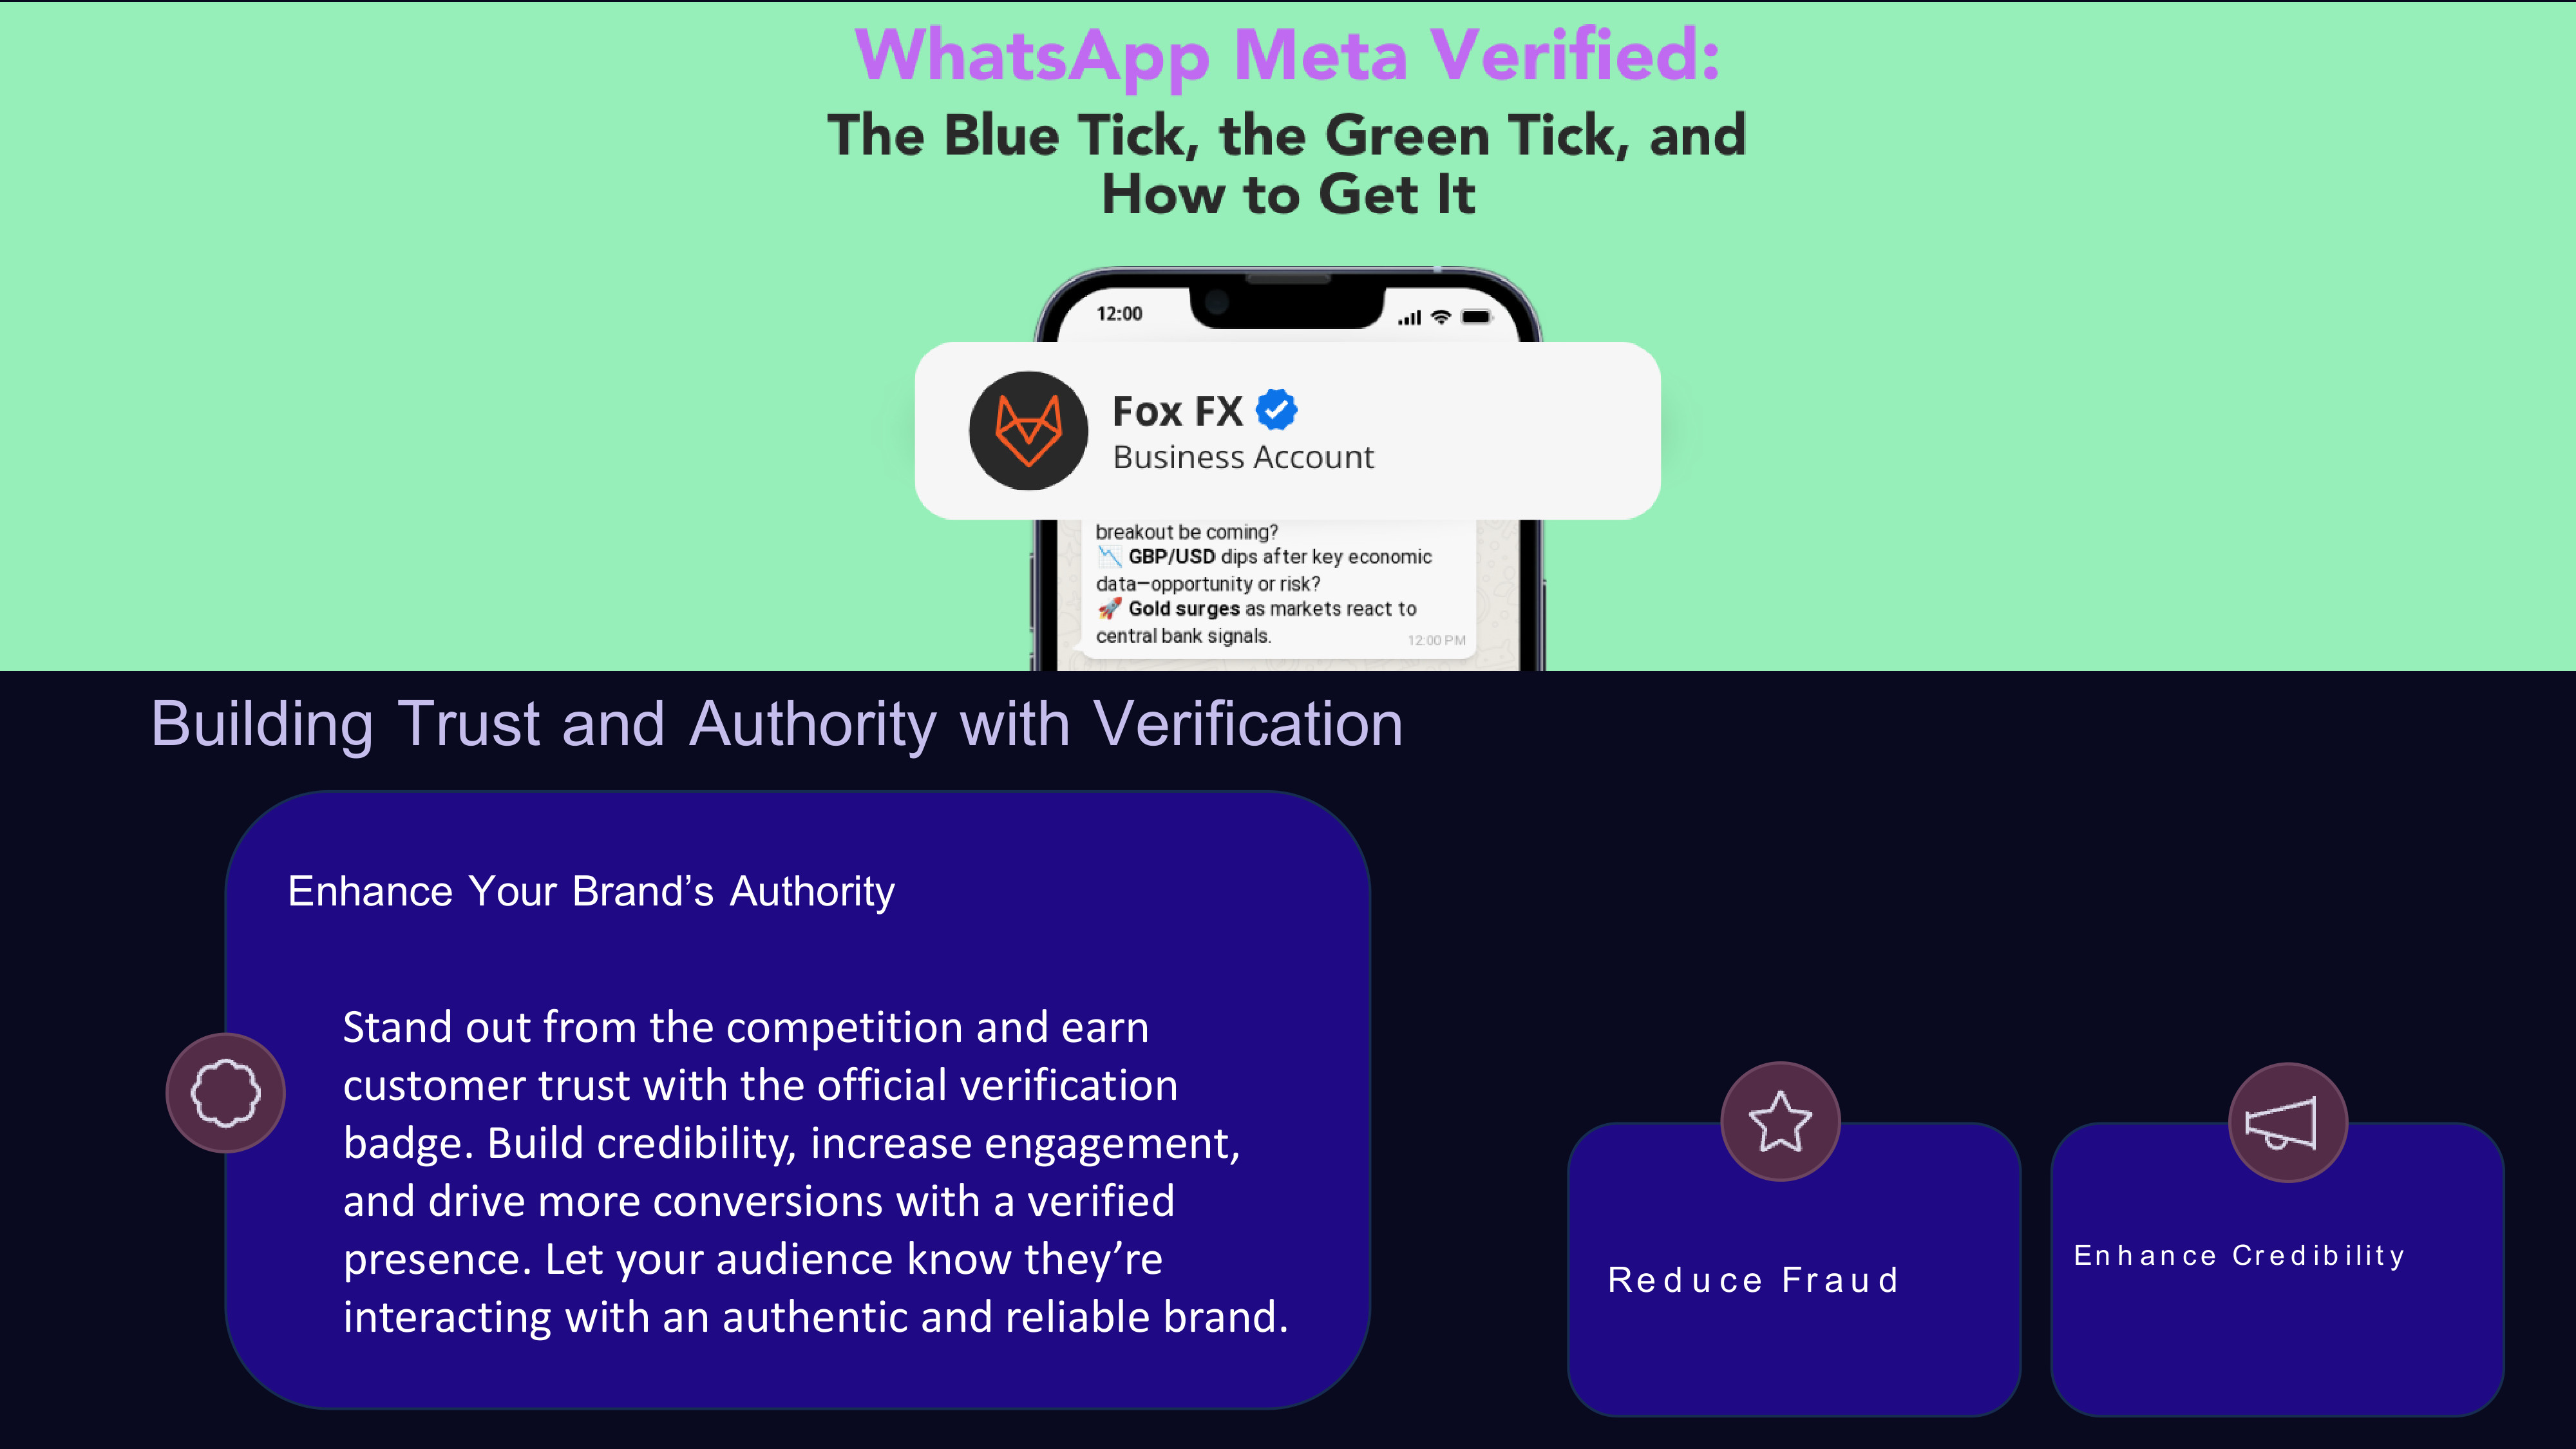 WhatsApp Meta Verified:
The Blue Tick, the Green Tick, and
How to Get It
12:00
Fox FX
Business Account
breakout be coming?
📉 GBP/USD dips after key economic
data—opportunity or risk?
🚀 Gold surges as markets react to
central bank signals.
12:00 PM
Building Trust and Authority with Verification
Enhance Your Brand’s Authority
Stand out from the competition and earn
customer trust with the official verification
badge. Build credibility, increase engagement,
and drive more conversions with a verified
presence. Let your audience know they’re
interacting with an authentic and reliable brand.
Reduce Fraud
Enhance Credibility